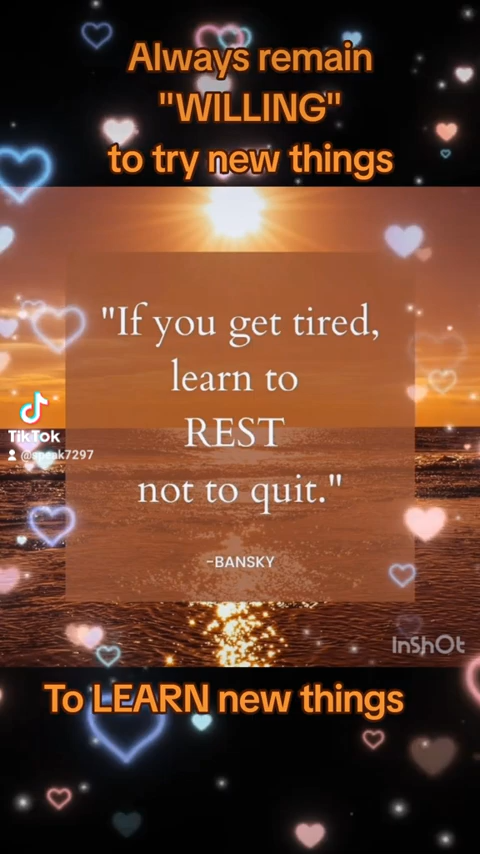 Always remain
"WILLING"
to try new things
"If you get tired,
learn to
REST
not to quit."
-BANSKY
TikTok
@speak7297
InShOt
To LEARN new things